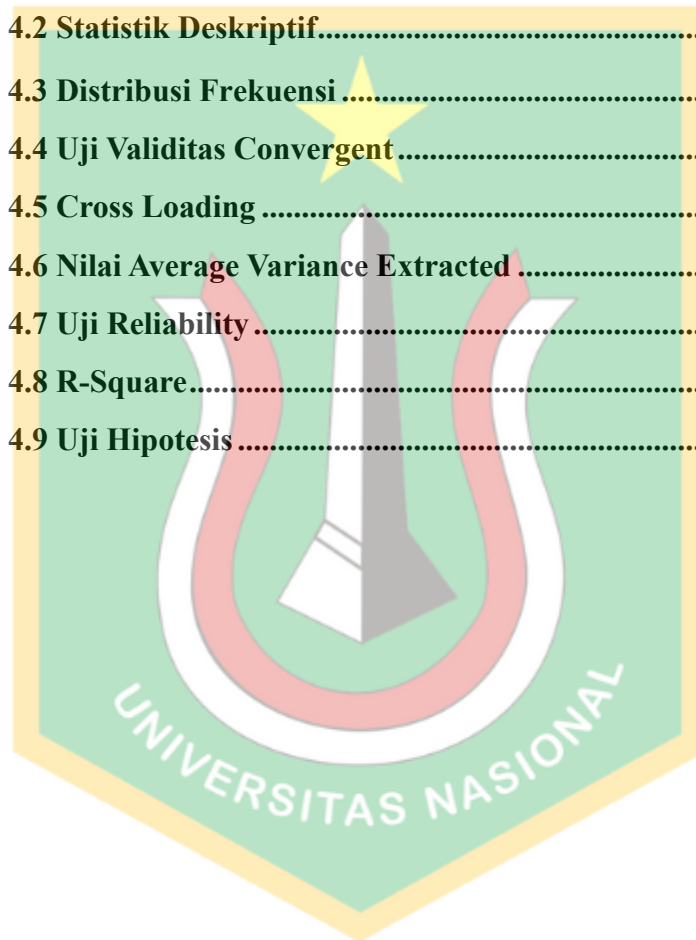 4.2 Statistik Deskriptif....................................................
4.3 Distribusi Frekuensi ................................................
4.4 Uji Validitas Convergent .........................................
4.5 Cross Loading ..........................................................
4.6 Nilai Average Variance Extracted ........................
4.7 Uji Reliability ...........................................................
4.8 R-Square...................................................................
4.9 Uji Hipotesis .............................................................
UNIVERSITAS NASIONAL